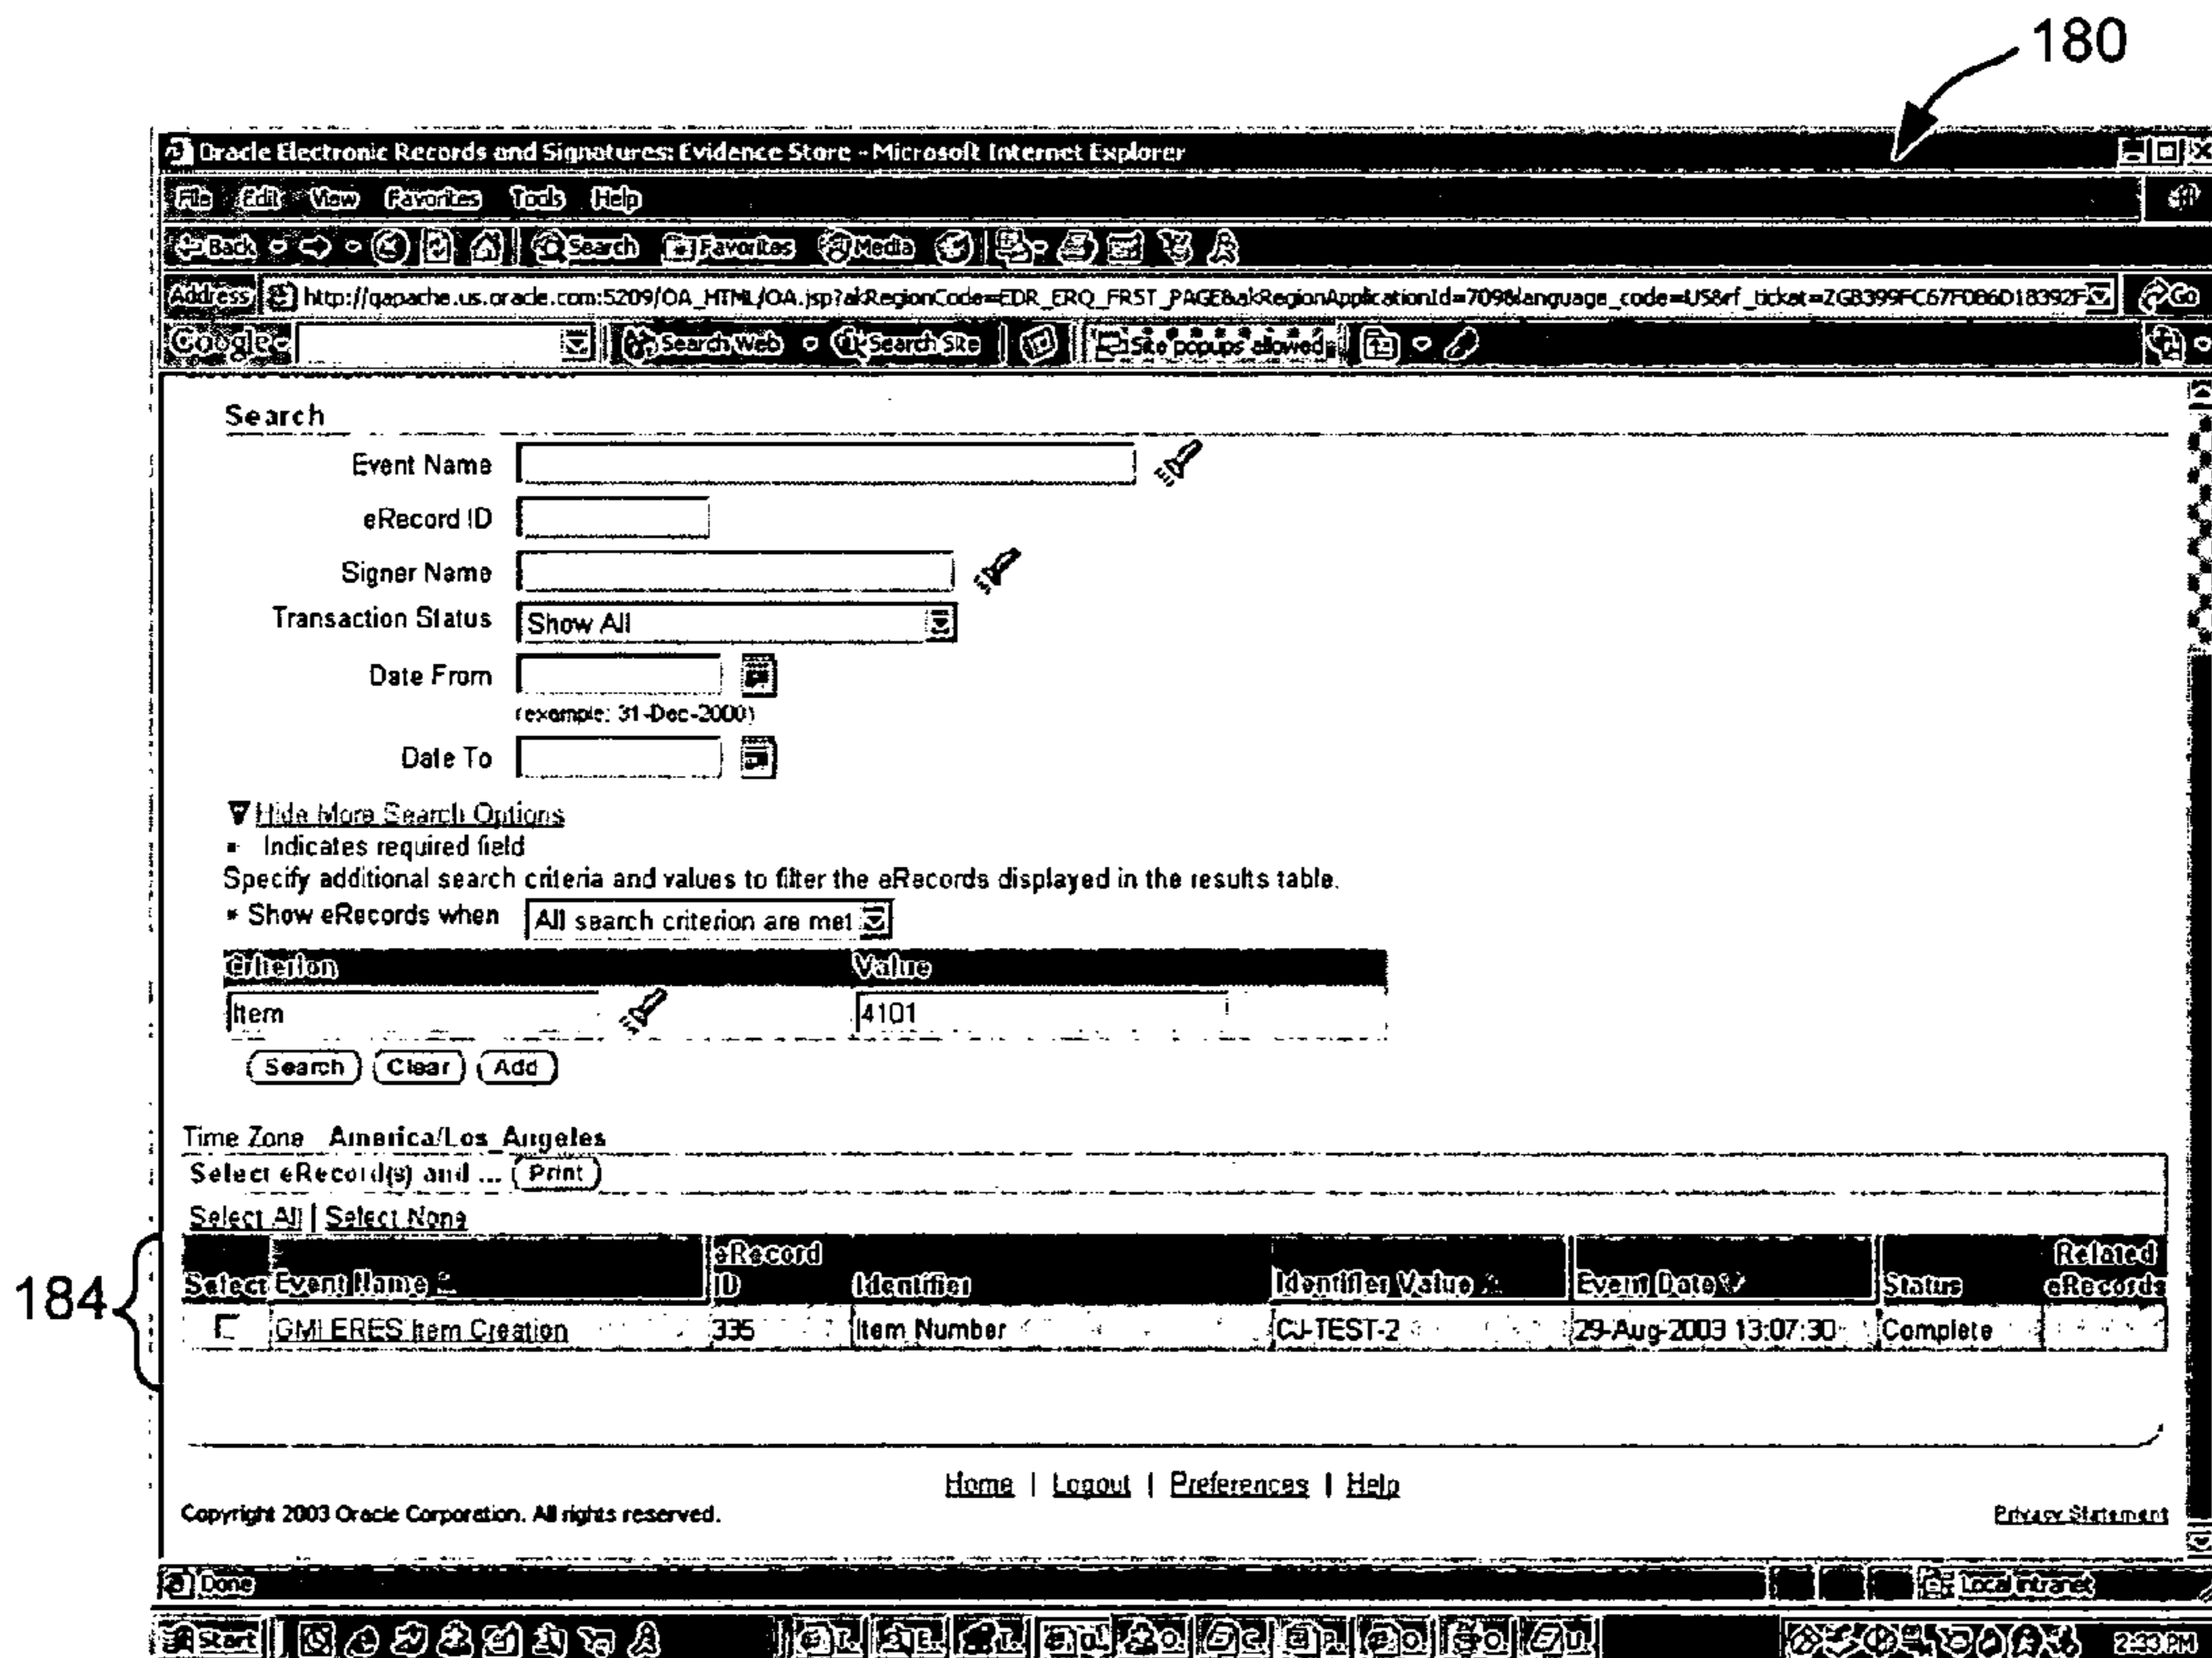 180
Oracle Electronic Records and Signatures: Evidence Store - Microsoft Internet Explorer
File Edit View Favorites Tools Help
Back Search Favorites Media
Address http://qapache.us.oracle.com:5209/OA_HTML/OA.jsp?akRegionCode=EDR_ERQ_FRST_PAGE&akRegionApplicationId=709&language_code=US&rf_ticket=ZGB399FC67F086D18392F Go
Google Search Web Search Site Site popups allowed
Search
Event Name
eRecord ID
Signer Name
Transaction Status Show All
Date From
(example: 31-Dec-2000)
Date To
Hide More Search Options
Indicates required field
Specify additional search criteria and values to filter the eRecords displayed in the results table.
* Show eRecords when All search criterion are met
Criterion Value
Item 4101
Search Clear Add
Time Zone America/Los_Angeles
Select eRecord(s) and ... Print
Select All | Select None
184
Select Event Name eRecord ID Identifier Identifier Value Event Date Status Related eRecords
GMI ERES Item Creation 335 Item Number CJ-TEST-2 29-Aug-2003 13:07:30 Complete
Home | Logout | Preferences | Help
Copyright 2003 Oracle Corporation. All rights reserved. Privacy Statement
Done Local intranet
Start 2:33 PM